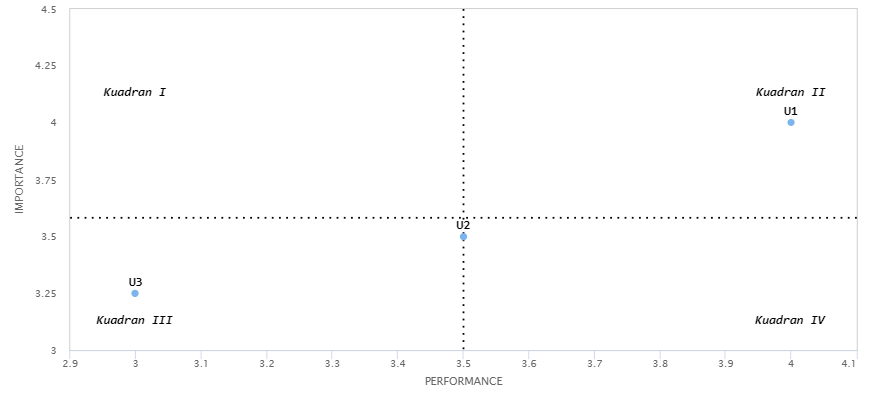 4.5
4.25
4
3.75
3.5
3.25
3
IMPORTANCE
Kuadran I
Kuadran II
U1
U2
U3
Kuadran III
Kuadran IV
2.9 3 3.1 3.2 3.3 3.4 3.5 3.6 3.7 3.8 3.9 4 4.1
PERFORMANCE